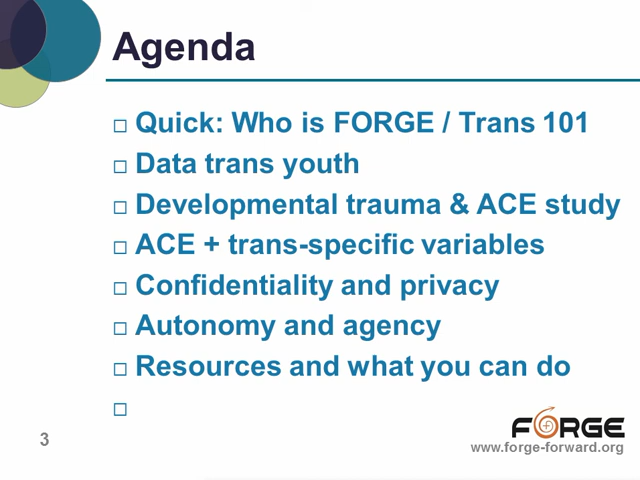 Agenda
Quick: Who is FORGE / Trans 101
Data trans youth
Developmental trauma & ACE study
ACE + trans-specific variables
Confidentiality and privacy
Autonomy and agency
Resources and what you can do
3
FORGE
www.forge-forward.org